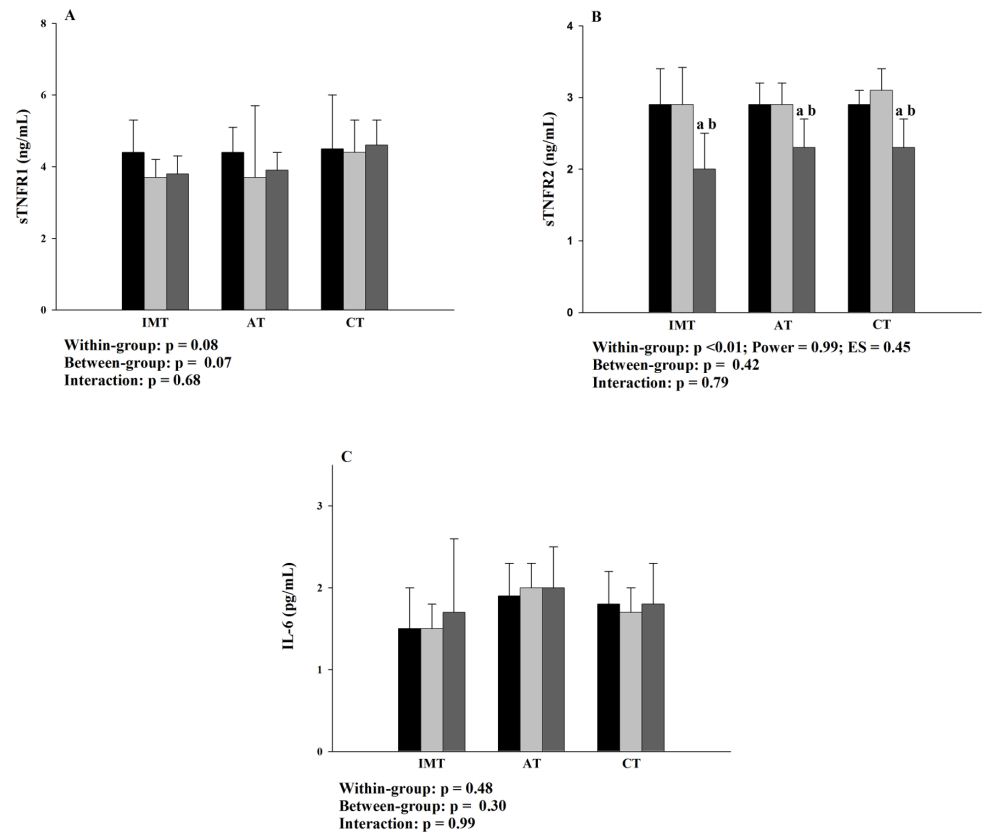 A
8
6
4
2
0
sTNFR1 (ng/mL)
IMT AT CT
Within-group: p = 0.08
Between-group: p = 0.07
Interaction: p = 0.68
B
4
3
2
1
0
sTNFR2 (ng/mL)
a b a b a b
IMT AT CT
Within-group: p <0.01; Power = 0.99; ES = 0.45
Between-group: p = 0.42
Interaction: p = 0.79
C
3
2
1
0
IL-6 (pg/mL)
IMT AT CT
Within-group: p = 0.48
Between-group: p = 0.30
Interaction: p = 0.99